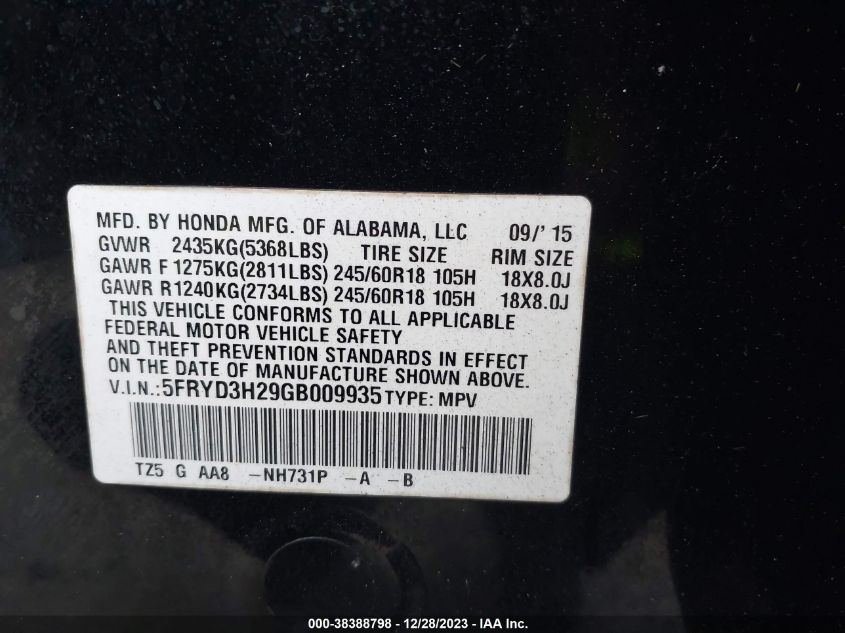 MFD. BY HONDA MFG. OF ALABAMA, LLC 09/' 15
GVWR 2435KG(5368LBS) TIRE SIZE RIM SIZE
GAWR F 1275KG(2811LBS) 245/60R18 105H 18X8.0J
GAWR R1240KG(2734LBS) 245/60R18 105H 18X8.0J
THIS VEHICLE CONFORMS TO ALL APPLICABLE
FEDERAL MOTOR VEHICLE SAFETY
AND THEFT PREVENTION STANDARDS IN EFFECT
ON THE DATE OF MANUFACTURE SHOWN ABOVE.
V.I.N.:5FRYD3H29GB009935 TYPE: MPV
TZ5 G AA8 -NH731P -A -B
000-38388798 - 12/28/2023 - IAA Inc.